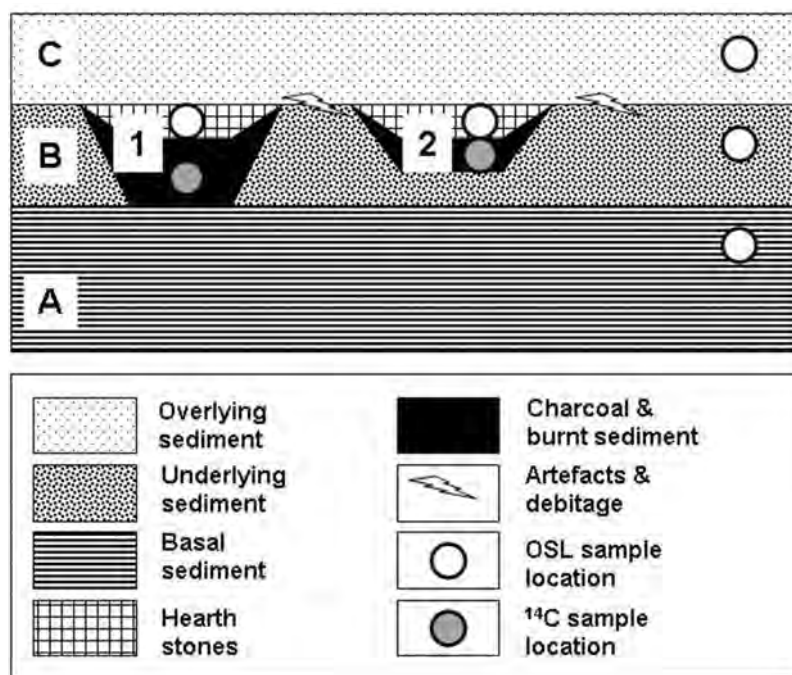 C
B
1
2
A
Overlying
sediment
Underlying
sediment
Basal
sediment
Hearth
stones
Charcoal &
burnt sediment
Artefacts &
debitage
OSL sample
location
¹⁴C sample
location